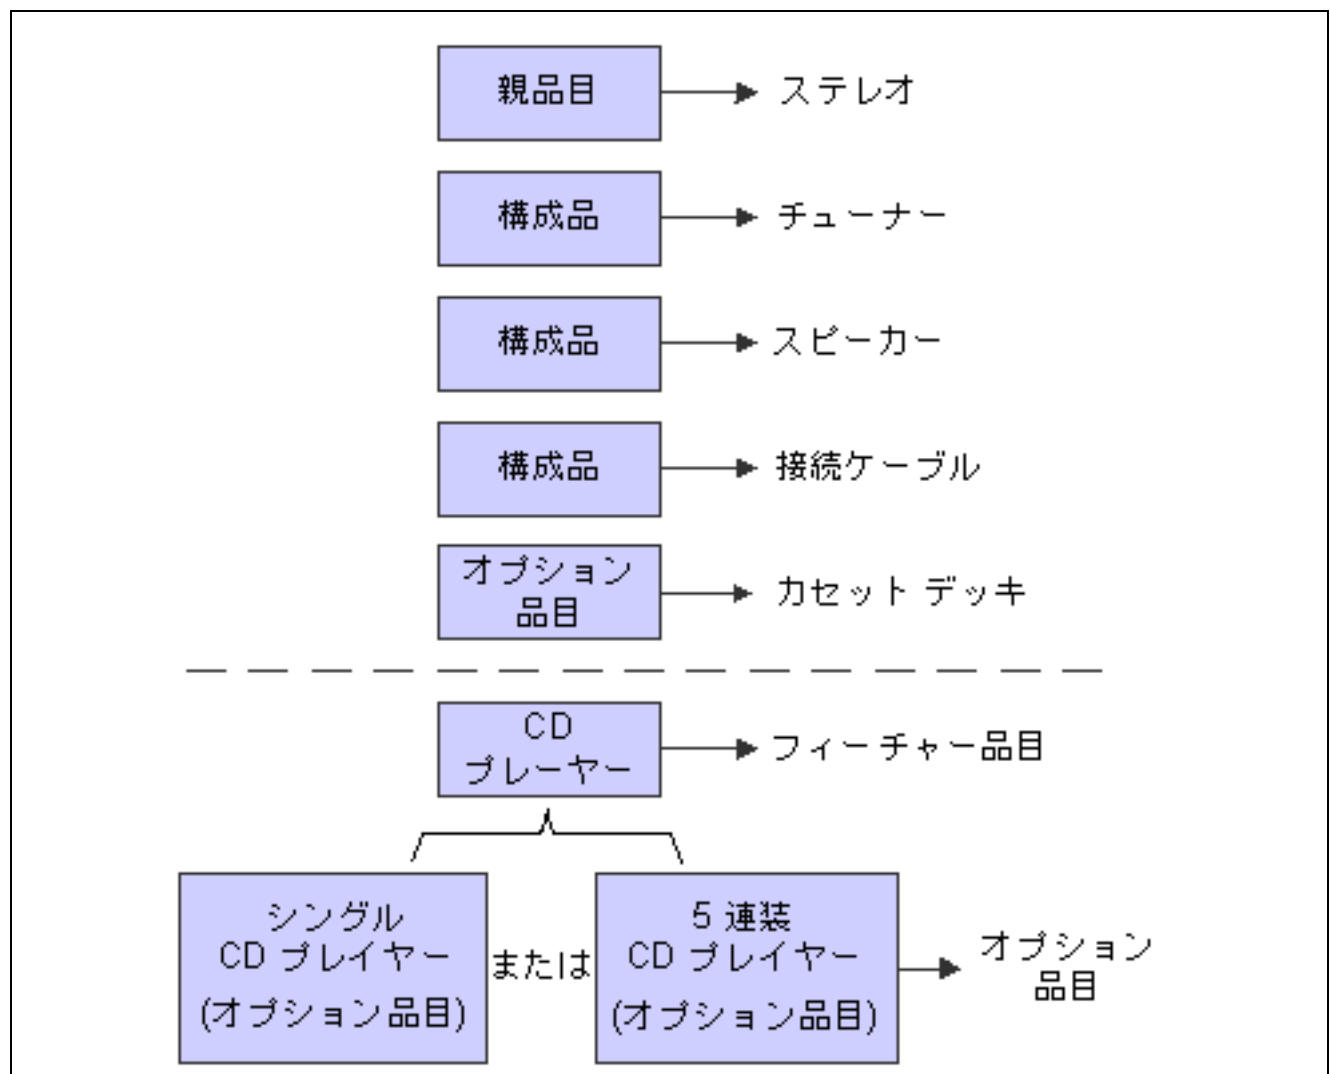 親品目
ステレオ
構成品
チューナー
構成品
スピーカー
構成品
接続ケーブル
オプション
品目
カセット デッキ
CD
プレーヤー
フィーチャー品目
シングル
CD プレイヤー
(オプション品目)
または
5 連装
CD プレイヤー
(オプション品目)
オプション
品目